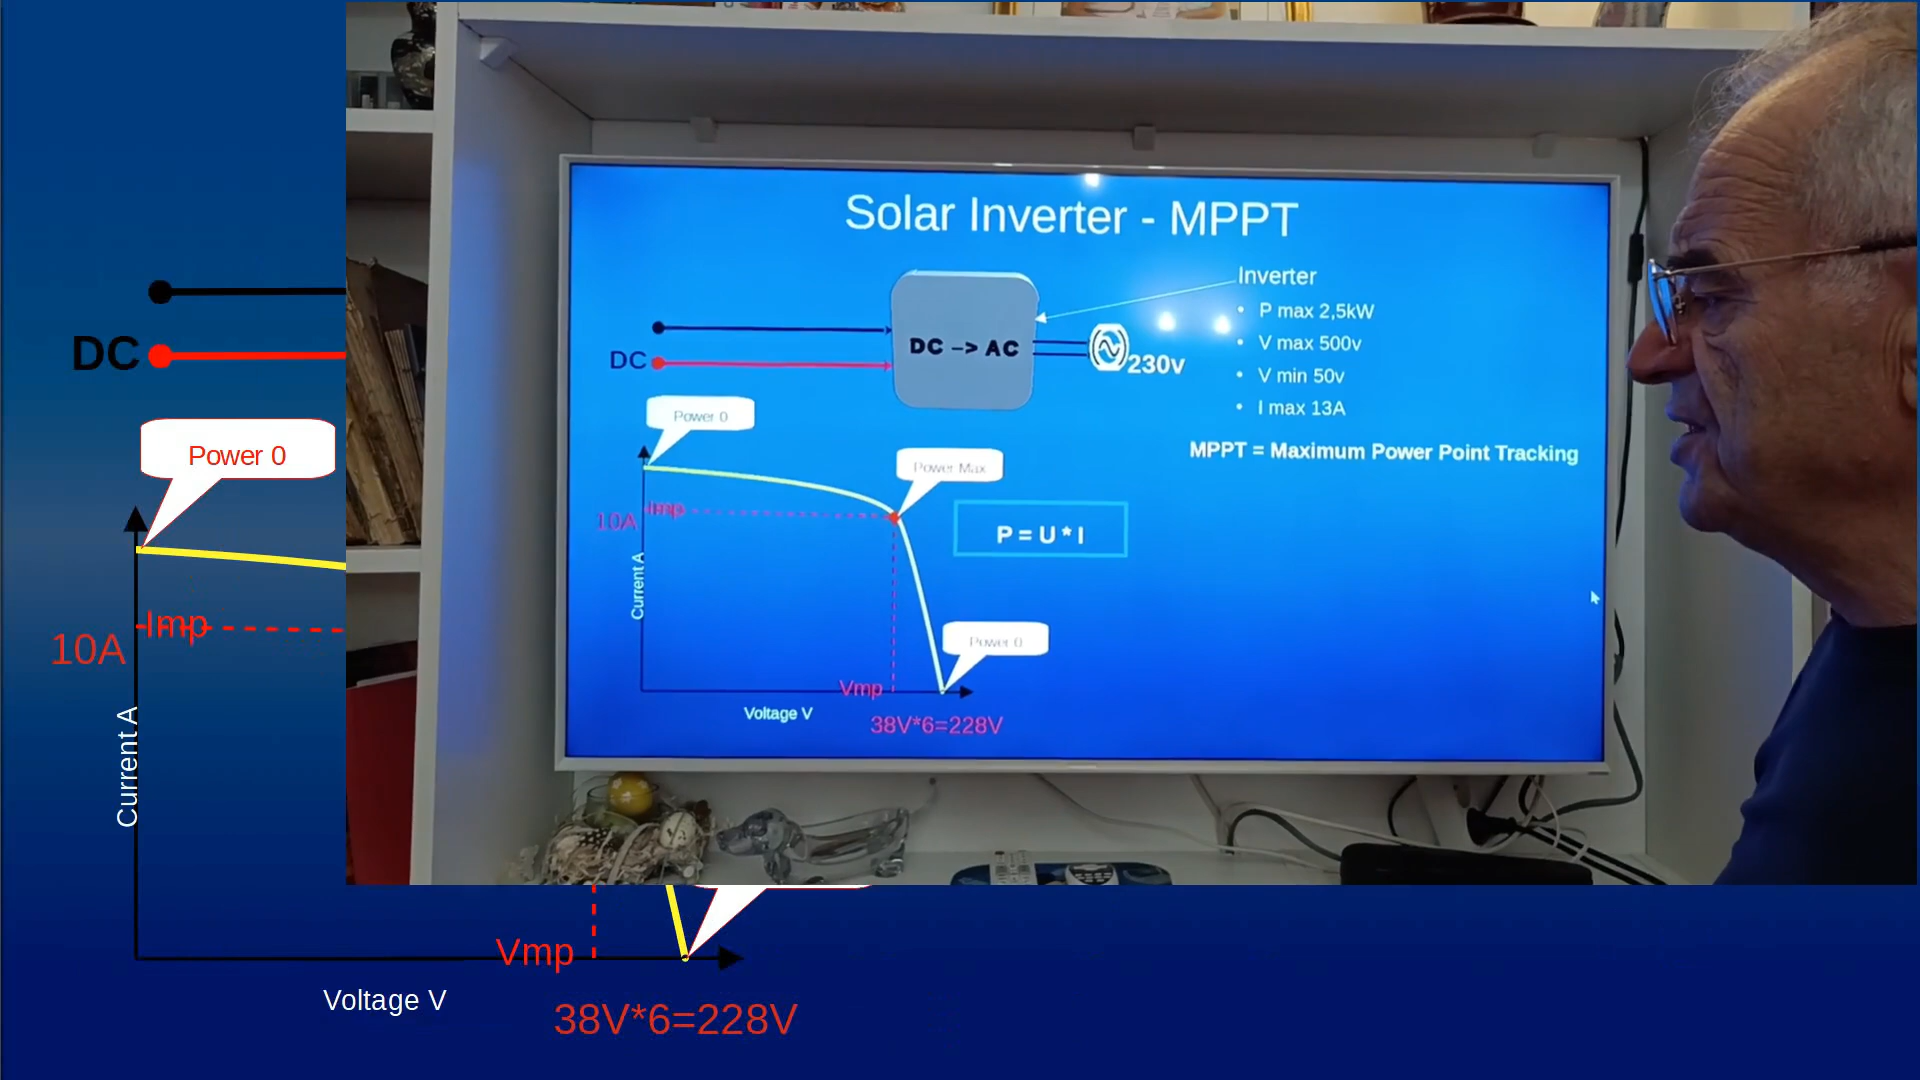 DC
Power 0
Imp
10A
Current A
Vmp
Voltage V
38V*6=228V
Solar Inverter - MPPT
Inverter
• P max 2,5kW
• V max 500v
• V min 50v
• I max 13A
DC
DC –> AC
230v
MPPT = Maximum Power Point Tracking
Power 0
Power Max
Imp
10A
P = U * I
Current A
Power 0
Vmp
Voltage V
38V*6=228V